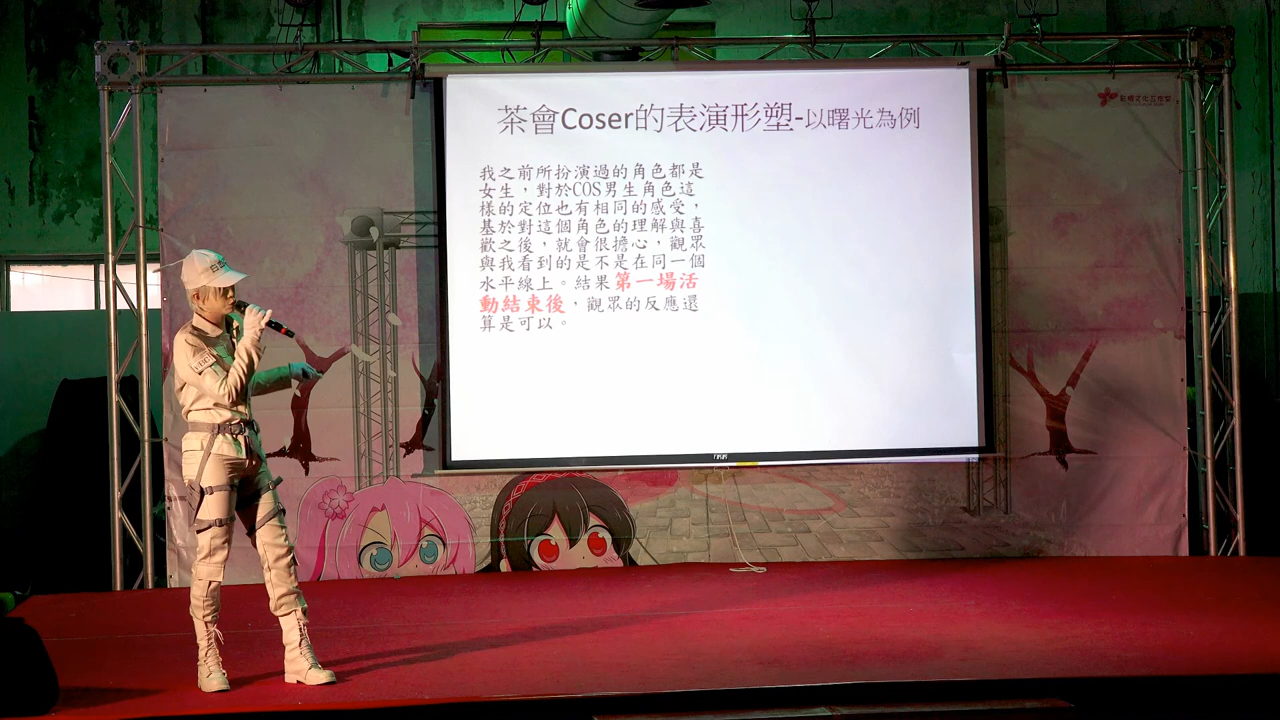 茶會Coser的表演形塑-以曙光為例
我之前所扮演過的角色都是
女生，對於COS男生角色這
樣的定位也有相同的感受，
基於對這個角色的理解與喜
歡之後，就會很擔心，觀眾
與我看到的是不是在同一個
水平線上。結果第一場活
動結束後，觀眾的反應還
算是可以。